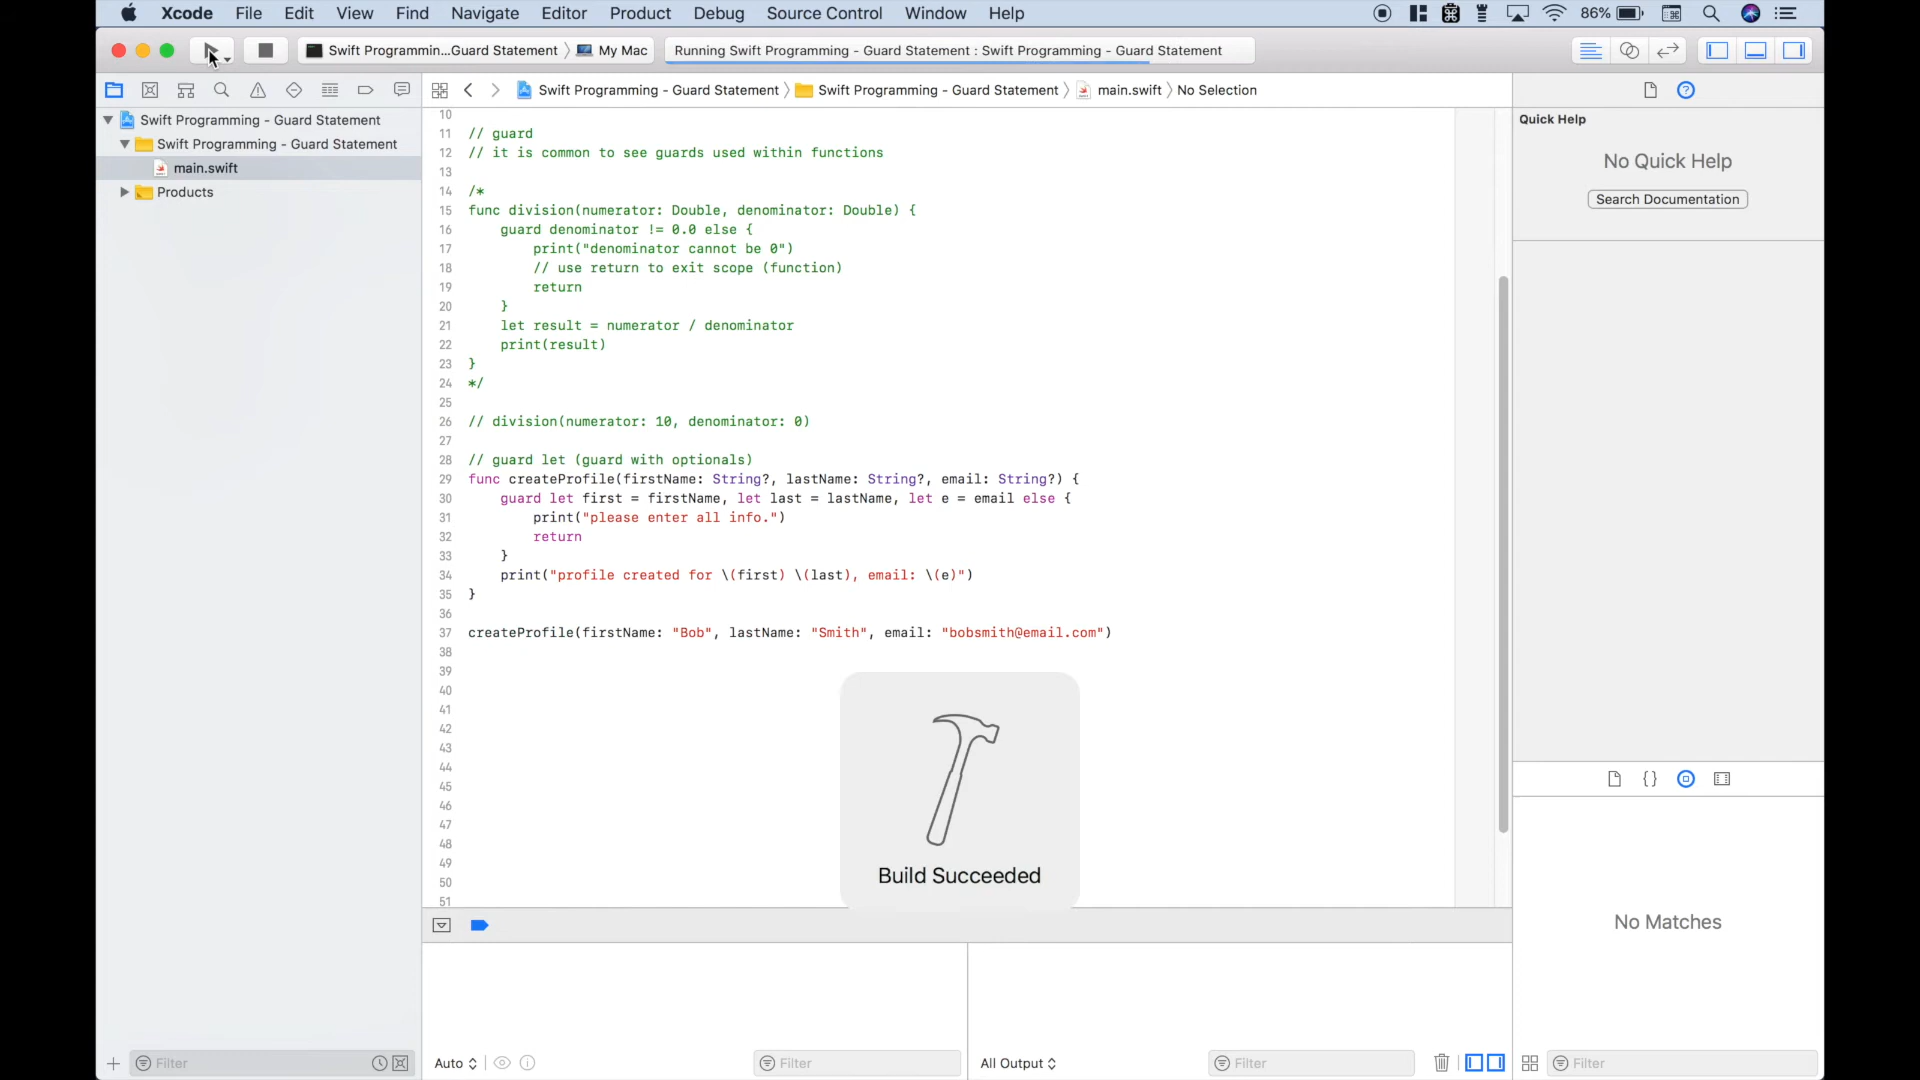 Xcode File Edit View Find Navigate Editor Product Debug Source Control Window Help 86%
Swift Programmin...Guard Statement 〉 My Mac
Running Swift Programming - Guard Statement : Swift Programming - Guard Statement
Swift Programming - Guard Statement 〉 Swift Programming - Guard Statement 〉 main.swift 〉 No Selection
Swift Programming - Guard Statement
Swift Programming - Guard Statement
main.swift
Products
10
11 // guard
12 // it is common to see guards used within functions
13
14 /*
15 func division(numerator: Double, denominator: Double) {
16     guard denominator != 0.0 else {
17         print("denominator cannot be 0")
18         // use return to exit scope (function)
19         return
20     }
21     let result = numerator / denominator
22     print(result)
23 }
24 */
25
26 // division(numerator: 10, denominator: 0)
27
28 // guard let (guard with optionals)
29 func createProfile(firstName: String?, lastName: String?, email: String?) {
30     guard let first = firstName, let last = lastName, let e = email else {
31         print("please enter all info.")
32         return
33     }
34     print("profile created for \(first) \(last), email: \(e)")
35 }
36
37 createProfile(firstName: "Bob", lastName: "Smith", email: "bobsmith@email.com")
38
39
40
41
42
43
44
45
46
47
48
49
50
51
Build Succeeded
Quick Help
No Quick Help
Search Documentation
No Matches
Filter
Auto
Filter
All Output
Filter
Filter